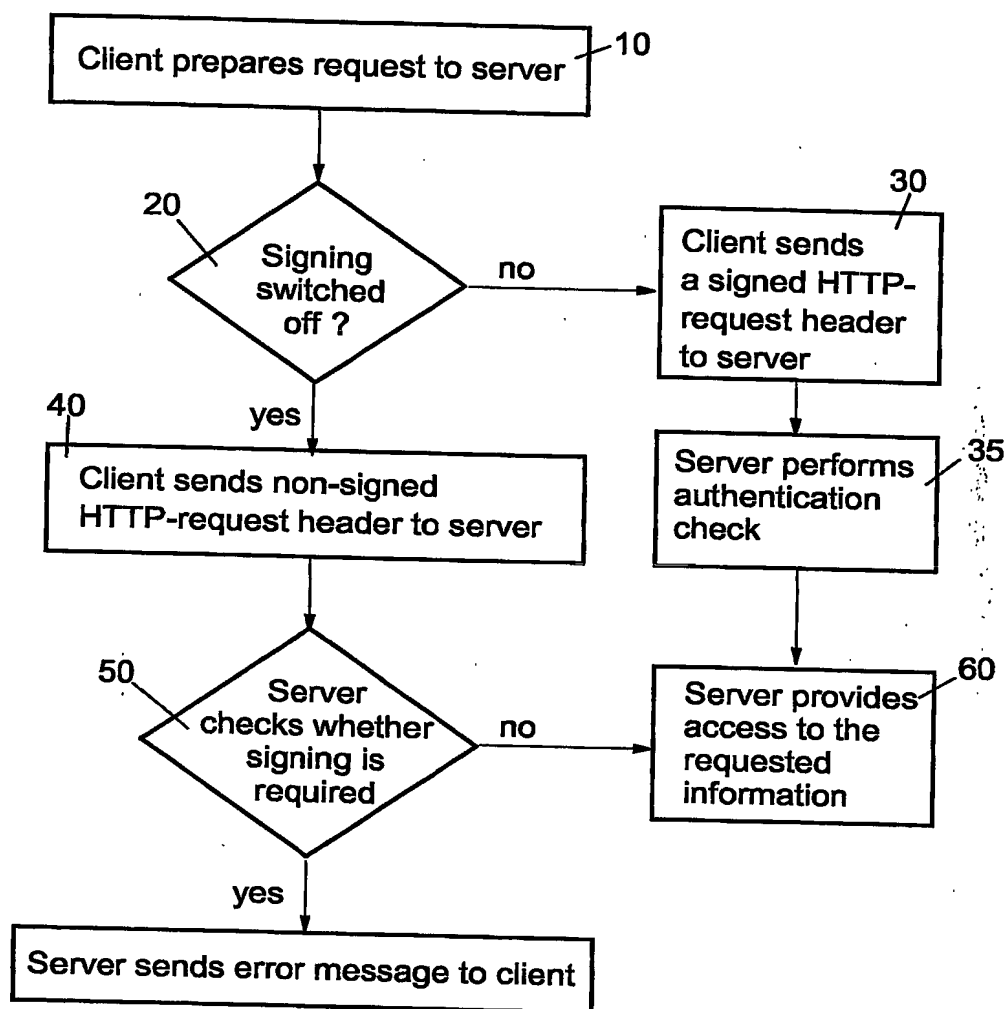 10
Client prepares request to server
20
Signing
switched
off ?
no
yes
30
Client sends
a signed HTTP-
request header
to server
40
Client sends non-signed
HTTP-request header to server
35
Server performs
authentication
check
50
Server
checks whether
signing is
required
no
yes
60
Server provides
access to the
requested
information
Server sends error message to client